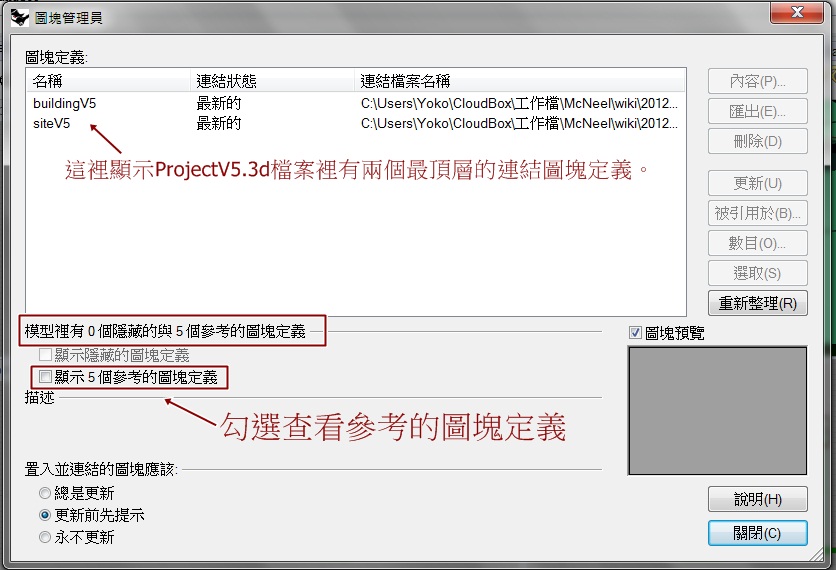 圖塊管理員
圖塊定義:
名稱 連結狀態 連結檔案名稱
buildingV5 最新的 C:\Users\Yoko\CloudBox\工作檔\McNeel\wiki\2012...
siteV5 最新的 C:\Users\Yoko\CloudBox\工作檔\McNeel\wiki\2012...
這裡顯示ProjectV5.3d檔案裡有兩個最頂層的連結圖塊定義。
內容(P)...
匯出(E)...
刪除(D)
更新(U)
被引用於(B)...
數目(O)...
選取(S)
重新整理(R)
模型裡有 0 個隱藏的與 5 個參考的圖塊定義
顯示隱藏的圖塊定義
顯示 5 個參考的圖塊定義
描述
勾選查看參考的圖塊定義
圖塊預覽
置入並連結的圖塊應該:
總是更新
更新前先提示
永不更新
說明(H)
關閉(C)